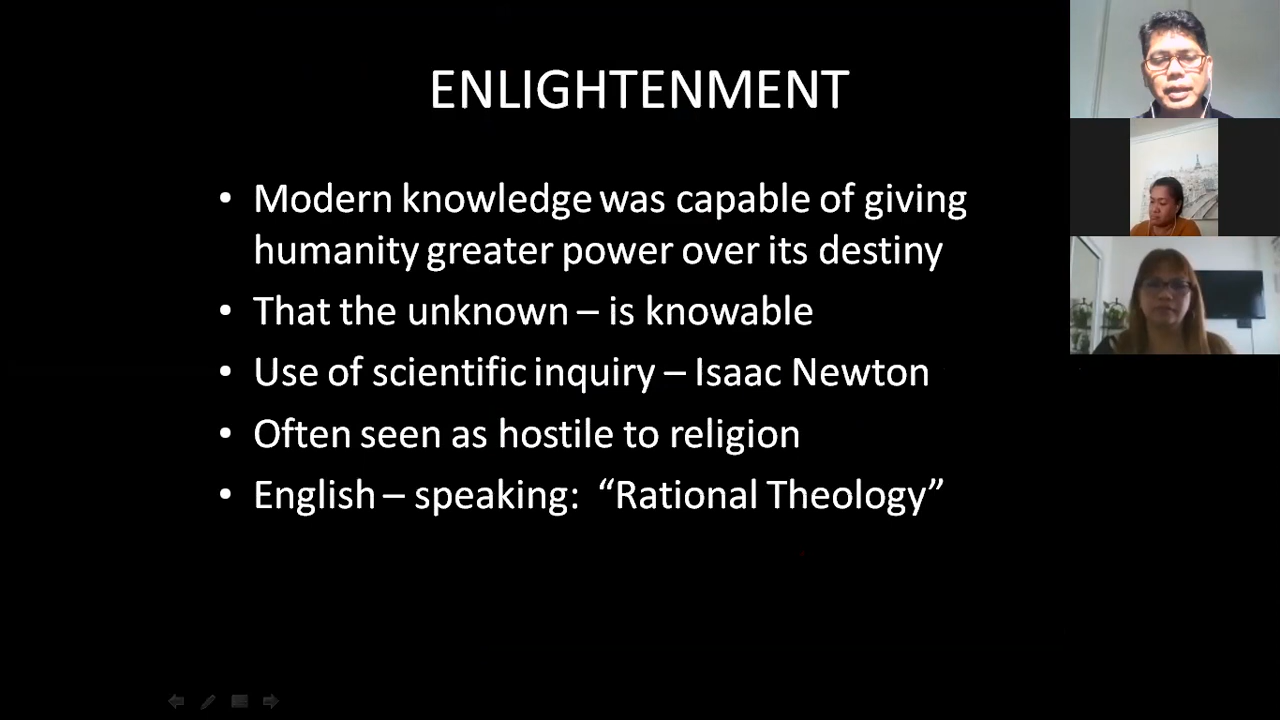 ENLIGHTENMENT
• Modern knowledge was capable of giving
humanity greater power over its destiny
• That the unknown – is knowable
• Use of scientific inquiry – Isaac Newton
• Often seen as hostile to religion
• English – speaking: “Rational Theology”